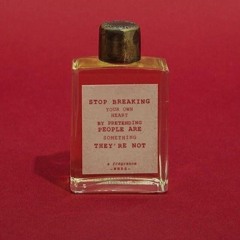 STOP BREAKING
YOUR OWN
HEART
BY PRETENDING
PEOPLE ARE
SOMETHING
THEY'RE NOT
a fragrance